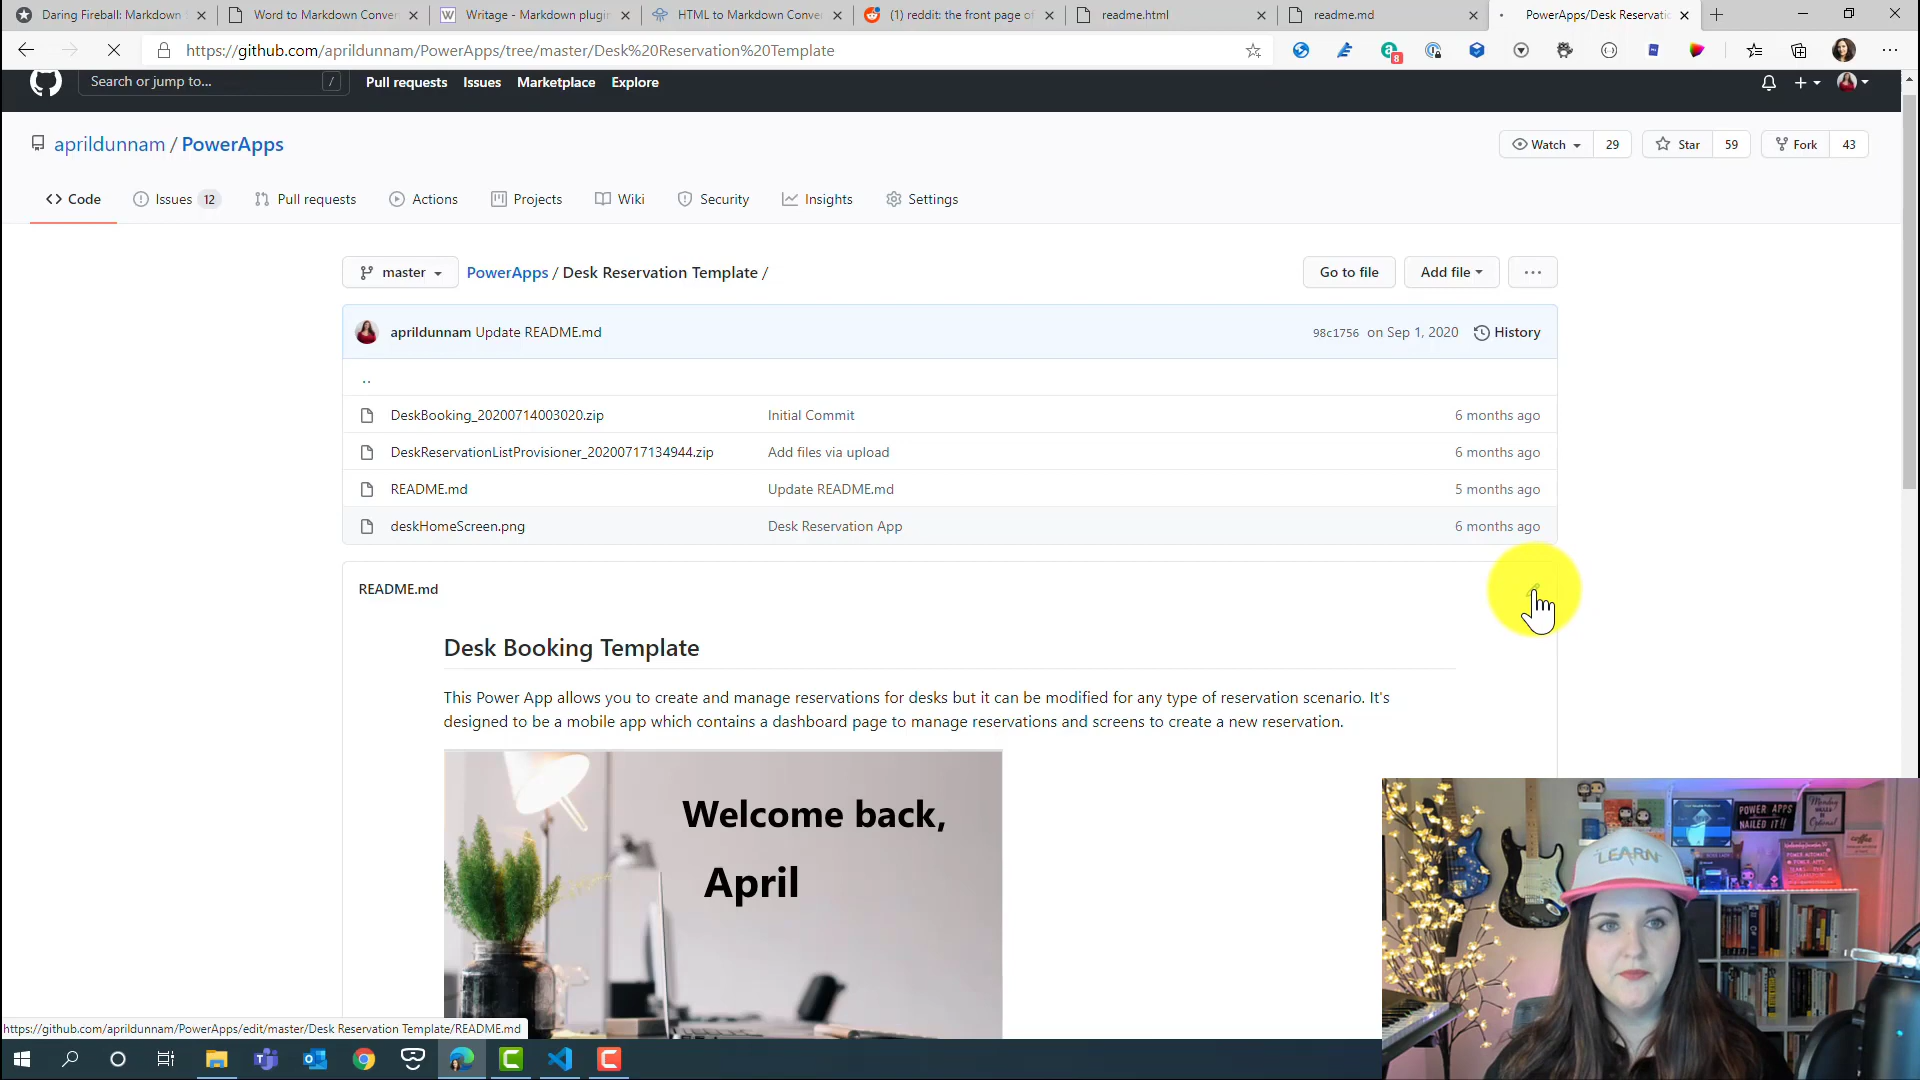 Daring Fireball: Markdown
Word to Markdown Conver
Writage - Markdown plugin
HTML to Markdown Conve
(1) reddit: the front page of
readme.html
readme.md
PowerApps/Desk Reservatio
https://github.com/aprildunnam/PowerApps/tree/master/Desk%20Reservation%20Template
8
Search or jump to...
/
Pull requests
Issues
Marketplace
Explore
aprildunnam / PowerApps
Watch
29
Star
59
Fork
43
Code
Issues 12
Pull requests
Actions
Projects
Wiki
Security
Insights
Settings
master
PowerApps / Desk Reservation Template /
Go to file
Add file
aprildunnam Update README.md
98c1756 on Sep 1, 2020
History
..
DeskBooking_20200714003020.zip
Initial Commit
6 months ago
DeskReservationListProvisioner_20200717134944.zip
Add files via upload
6 months ago
README.md
Update README.md
5 months ago
deskHomeScreen.png
Desk Reservation App
6 months ago
README.md
Desk Booking Template
This Power App allows you to create and manage reservations for desks but it can be modified for any type of reservation scenario. It's
designed to be a mobile app which contains a dashboard page to manage reservations and screens to create a new reservation.
Welcome back,
April
POWER APPS
NAILED IT!!
LEARN
https://github.com/aprildunnam/PowerApps/edit/master/Desk Reservation Template/README.md